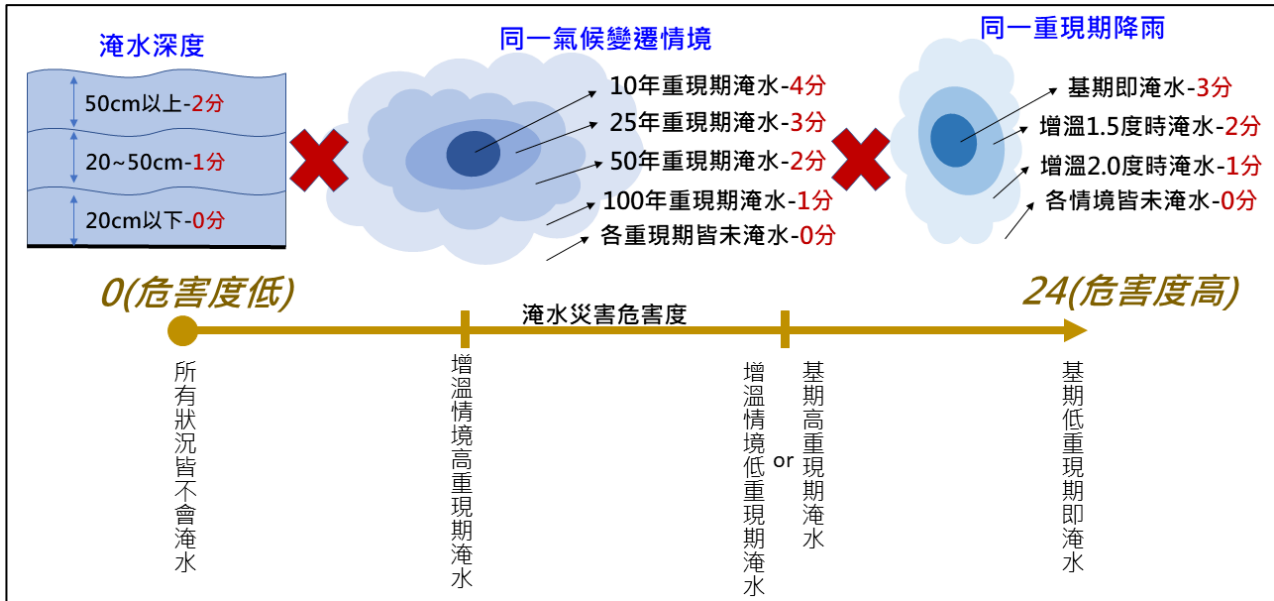 淹水深度
50cm以上-2分
20~50cm-1分
20cm以下-0分
同一氣候變遷情境
10年重現期淹水-4分
25年重現期淹水-3分
50年重現期淹水-2分
100年重現期淹水-1分
各重現期皆未淹水-0分
同一重現期降雨
基期即淹水-3分
增溫1.5度時淹水-2分
增溫2.0度時淹水-1分
各情境皆未淹水-0分
0(危害度低)
24(危害度高)
淹水災害危害度
所有狀況皆不會淹水
增溫情境高重現期淹水
增溫情境低重現期淹水
or
基期高重現期淹水
基期低重現期即淹水